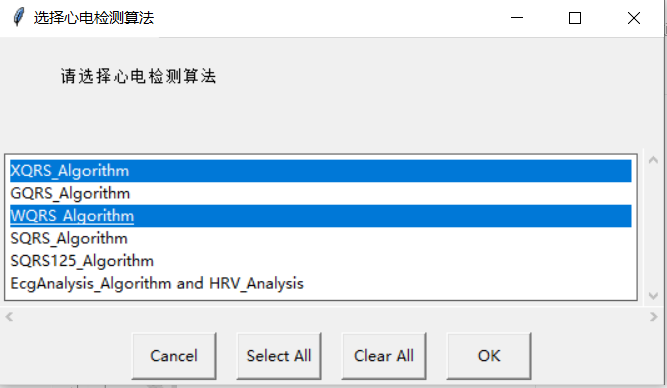 选择心电检测算法
请选择心电检测算法
XQRS_Algorithm
GQRS_Algorithm
WQRS_Algorithm
SQRS_Algorithm
SQRS125_Algorithm
EcgAnalysis_Algorithm and HRV_Analysis
Cancel Select All Clear All OK